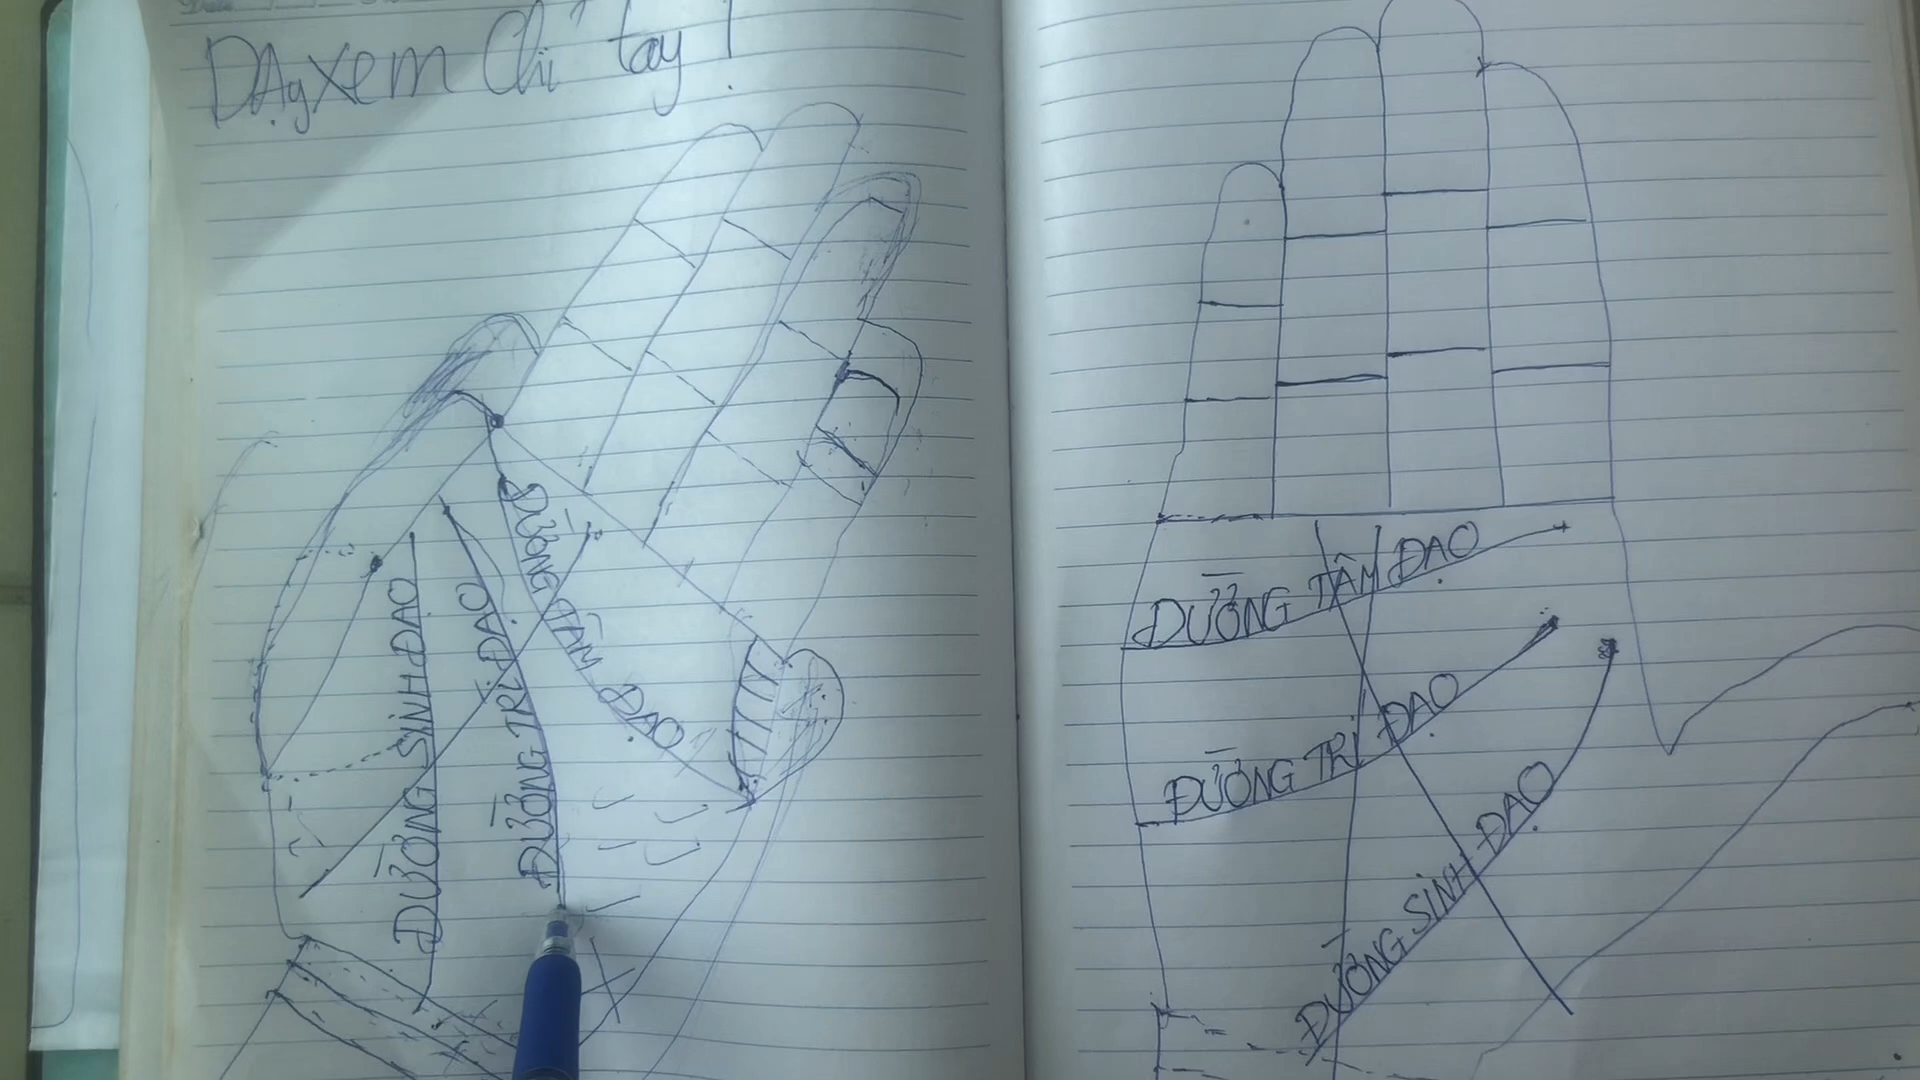 DẠy Xem Chỉ tay !
ĐƯỜNG SINH ĐẠO
ĐƯỜNG TRÍ ĐẠO
ĐƯỜNG TÂM ĐẠO
ĐƯỜNG TÂM ĐẠO
ĐƯỜNG TRÍ ĐẠO
ĐƯỜNG SINH ĐẠO